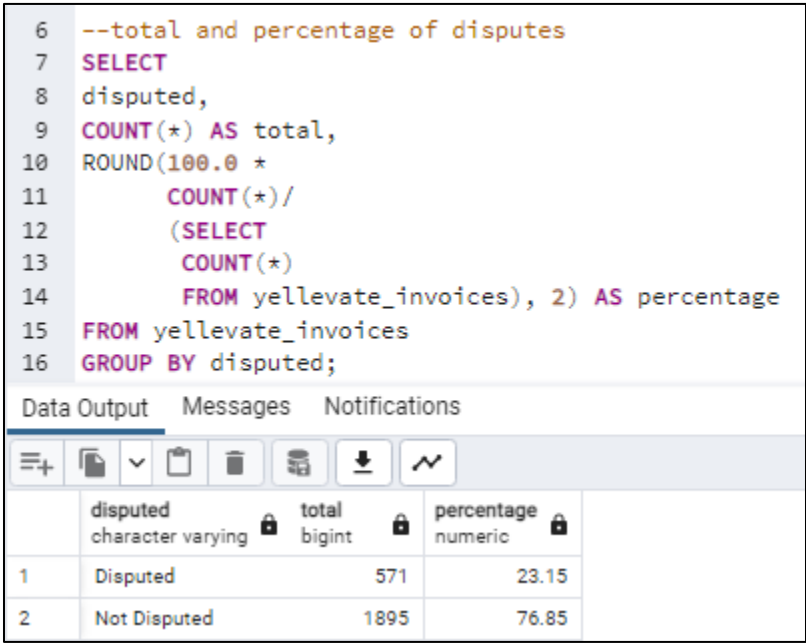 6 --total and percentage of disputes
7 SELECT
8 disputed,
9 COUNT(*) AS total,
10 ROUND(100.0 *
11 COUNT(*)/
12 (SELECT
13 COUNT(*)
14 FROM yellevate_invoices), 2) AS percentage
15 FROM yellevate_invoices
16 GROUP BY disputed;
Data Output Messages Notifications
disputed total percentage
character varying bigint numeric
1 Disputed 571 23.15
2 Not Disputed 1895 76.85